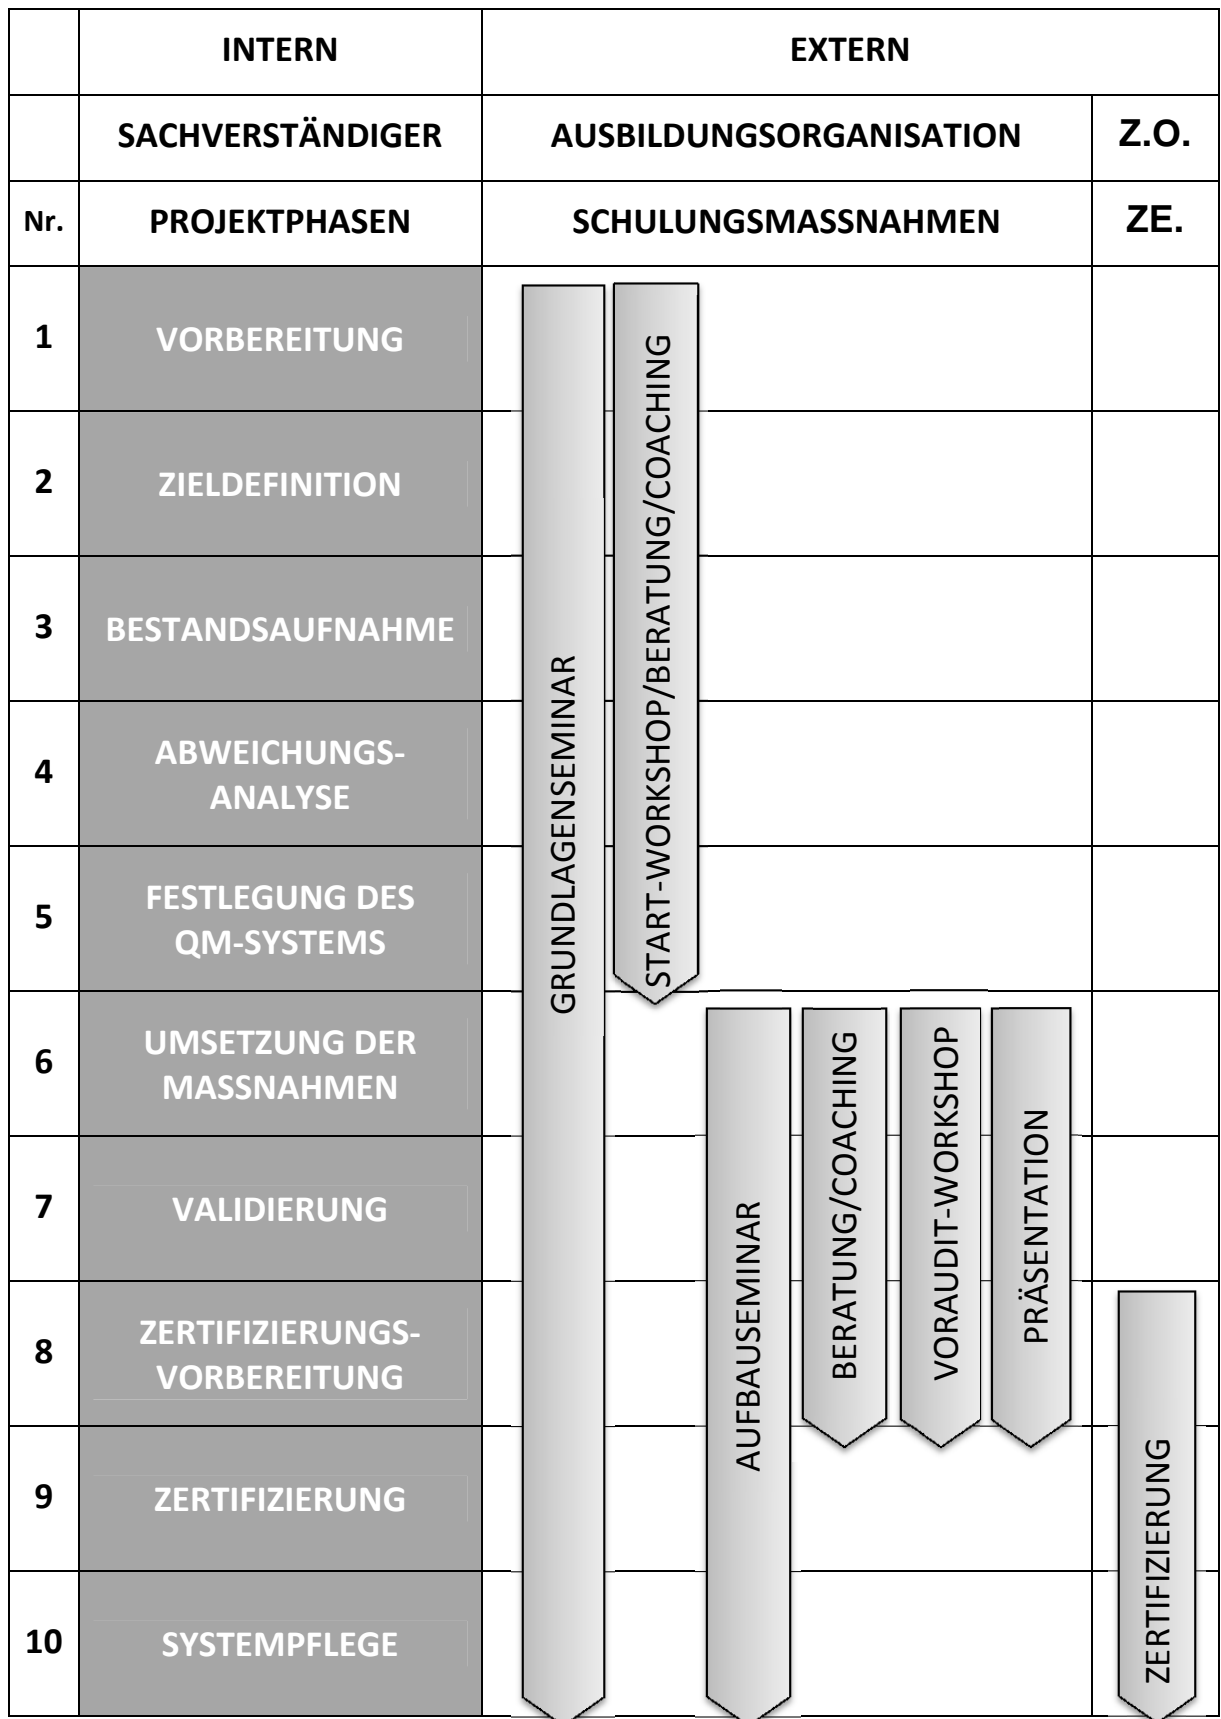 INTERN
EXTERN
SACHVERSTÄNDIGER
AUSBILDUNGSORGANISATION
Z.O.
Nr.
PROJEKTPHASEN
SCHULUNGSMASSNAHMEN
ZE.
1
VORBEREITUNG
2
ZIELDEFINITION
3
BESTANDSAUFNAHME
4
ABWEICHUNGS-
ANALYSE
5
FESTLEGUNG DES
QM-SYSTEMS
6
UMSETZUNG DER
MASSNAHMEN
7
VALIDIERUNG
8
ZERTIFIZIERUNGS-
VORBEREITUNG
9
ZERTIFIZIERUNG
10
SYSTEMPFLEGE
GRUNDLAGENSEMINAR
START-WORKSHOP/BERATUNG/COACHING
AUFBAUSEMINAR
BERATUNG/COACHING
VORAUDIT-WORKSHOP
PRÄSENTATION
ZERTIFIZIERUNG